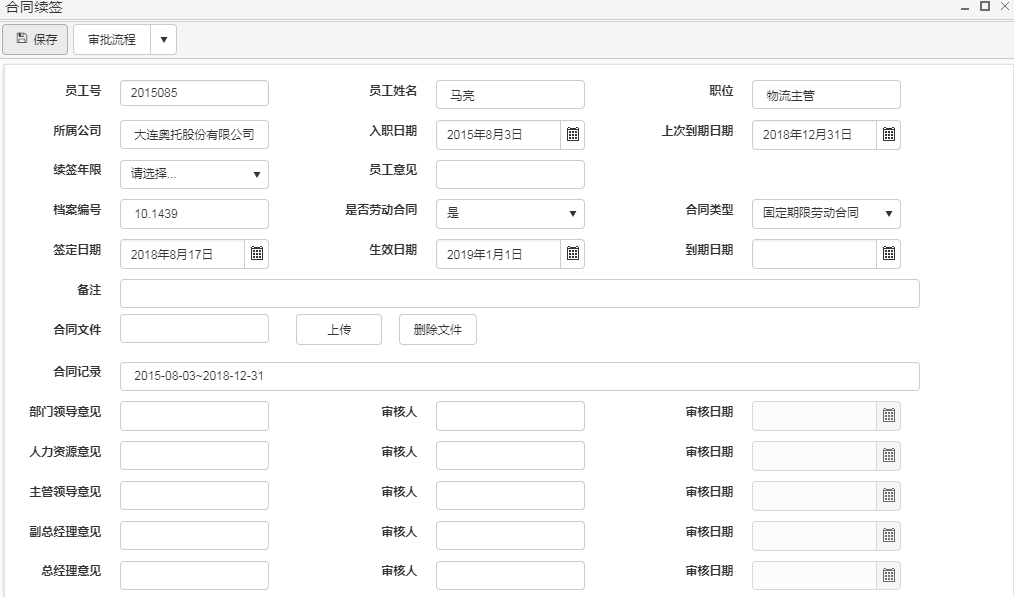 合同续签
保存 审批流程
员工号 2015085 员工姓名 马亮 职位 物流主管
所属公司 大连奥托股份有限公司 入职日期 2015年8月3日 上次到期日期 2018年12月31日
续签年限 请选择... 员工意见
档案编号 10.1439 是否劳动合同 是 合同类型 固定期限劳动合同
签定日期 2018年8月17日 生效日期 2019年1月1日 到期日期
备注
合同文件 上传 删除文件
合同记录 2015-08-03~2018-12-31
部门领导意见 审核人 审核日期
人力资源意见 审核人 审核日期
主管领导意见 审核人 审核日期
副总经理意见 审核人 审核日期
总经理意见 审核人 审核日期